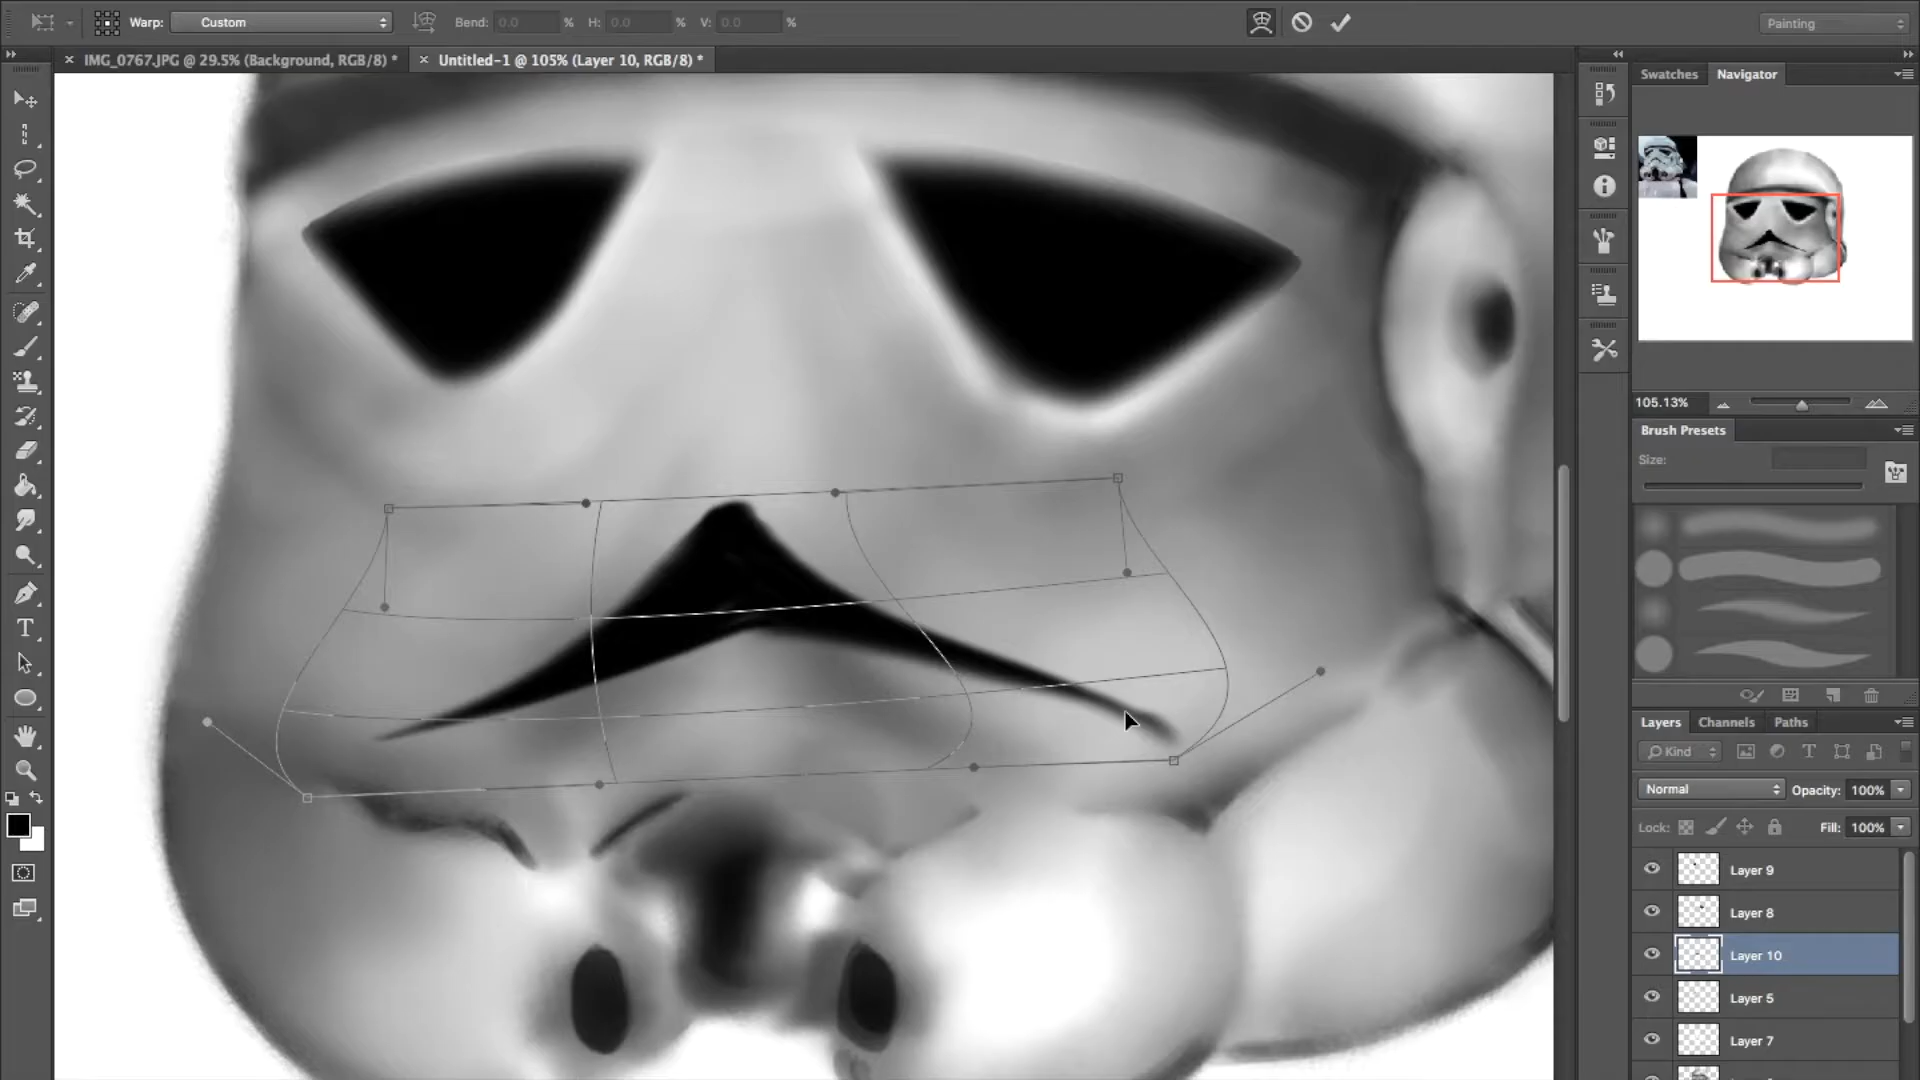 Warp: Custom Bend: 0.0 % H: 0.0 % V: 0.0 % Painting
× IMG_0767.JPG @ 29.5% (Background, RGB/8) * × Untitled-1 @ 105% (Layer 10, RGB/8) *
Swatches Navigator
105.13%
Brush Presets
Size:
Layers Channels Paths
Kind
Normal Opacity: 100%
Lock: Fill: 100%
Layer 9
Layer 8
Layer 10
Layer 5
Layer 7